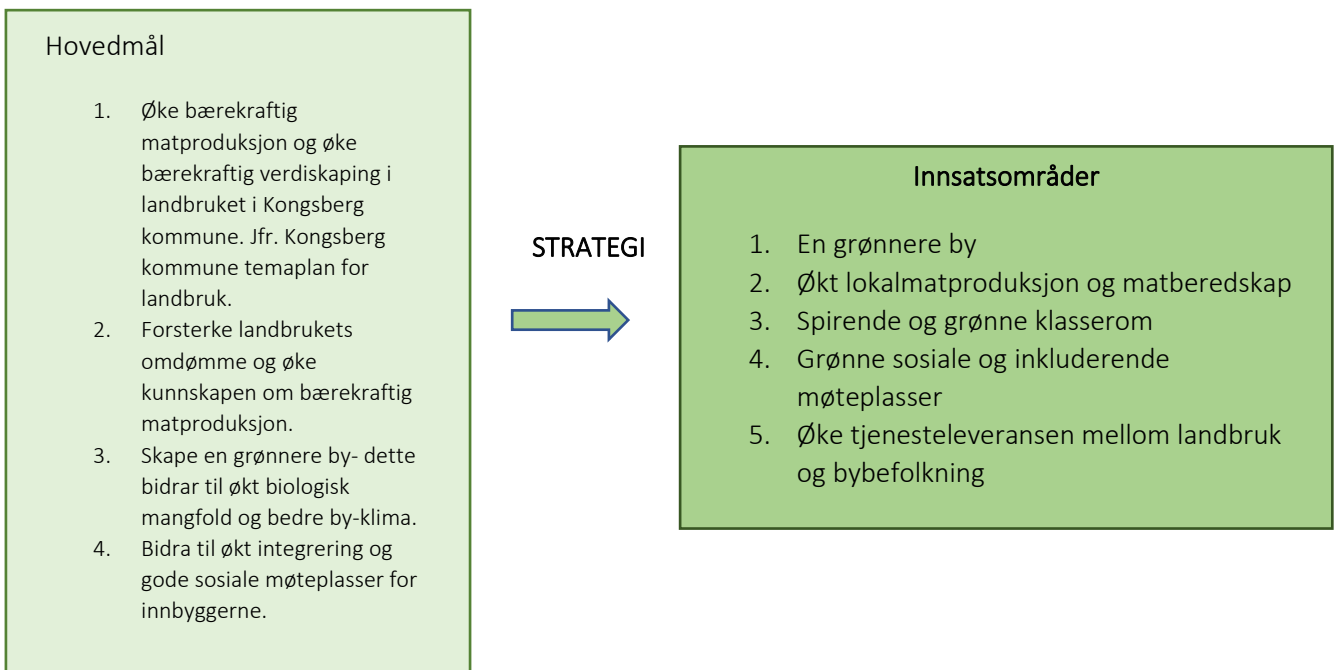 Hovedmål
1. Øke bærekraftig
matproduksjon og øke
bærekraftig verdiskaping i
landbruket i Kongsberg
kommune. Jfr. Kongsberg
kommune temaplan for
landbruk.
2. Forsterke landbrukets
omdømme og øke
kunnskapen om bærekraftig
matproduksjon.
3. Skape en grønnere by- dette
bidrar til økt biologisk
mangfold og bedre by-klima.
4. Bidra til økt integrering og
gode sosiale møteplasser for
innbyggerne.
STRATEGI
Innsatsområder
1. En grønnere by
2. Økt lokalmatproduksjon og matberedskap
3. Spirende og grønne klasserom
4. Grønne sosiale og inkluderende
møteplasser
5. Øke tjenesteleveransen mellom landbruk
og bybefolkning